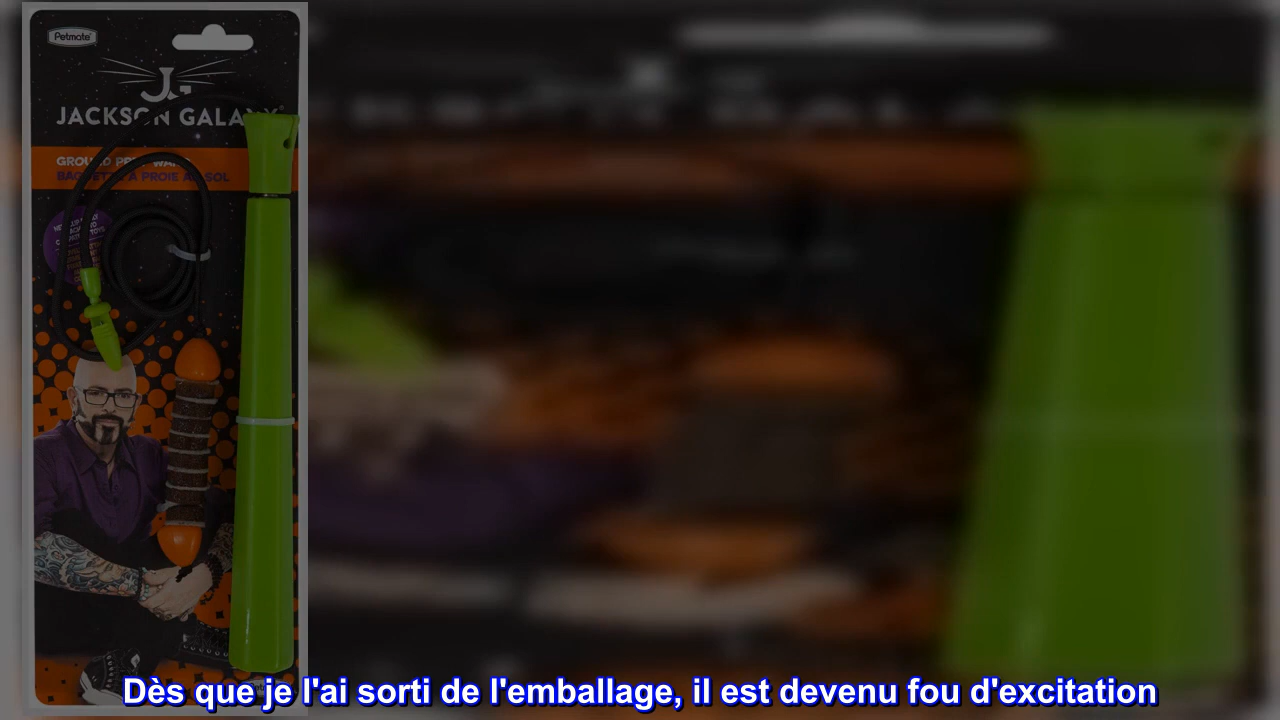 Petmate
JG
JACKSON GALAXY
GROUND PREY WAND
BAGUETTE À PROIE AU SOL
Dès que je l'ai sorti de l'emballage, il est devenu fou d'excitation